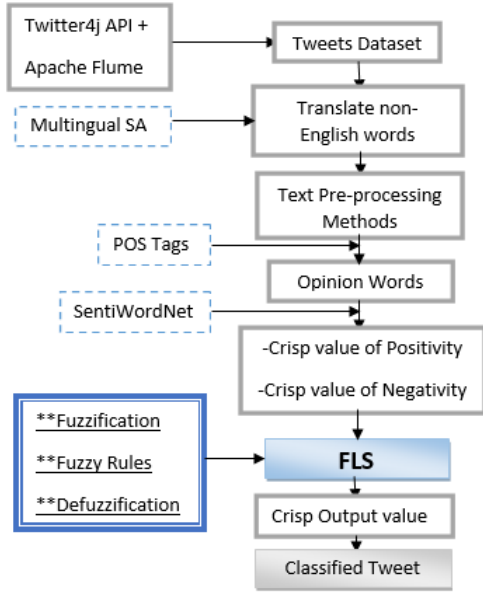 Twitter4j API +
Apache Flume
Tweets Dataset
Multingual SA
Translate non-
English words
Text Pre-processing
Methods
POS Tags
Opinion Words
SentiWordNet
-Crisp value of Positivity
-Crisp value of Negativity
**Fuzzification
**Fuzzy Rules
**Defuzzification
FLS
Crisp Output value
Classified Tweet